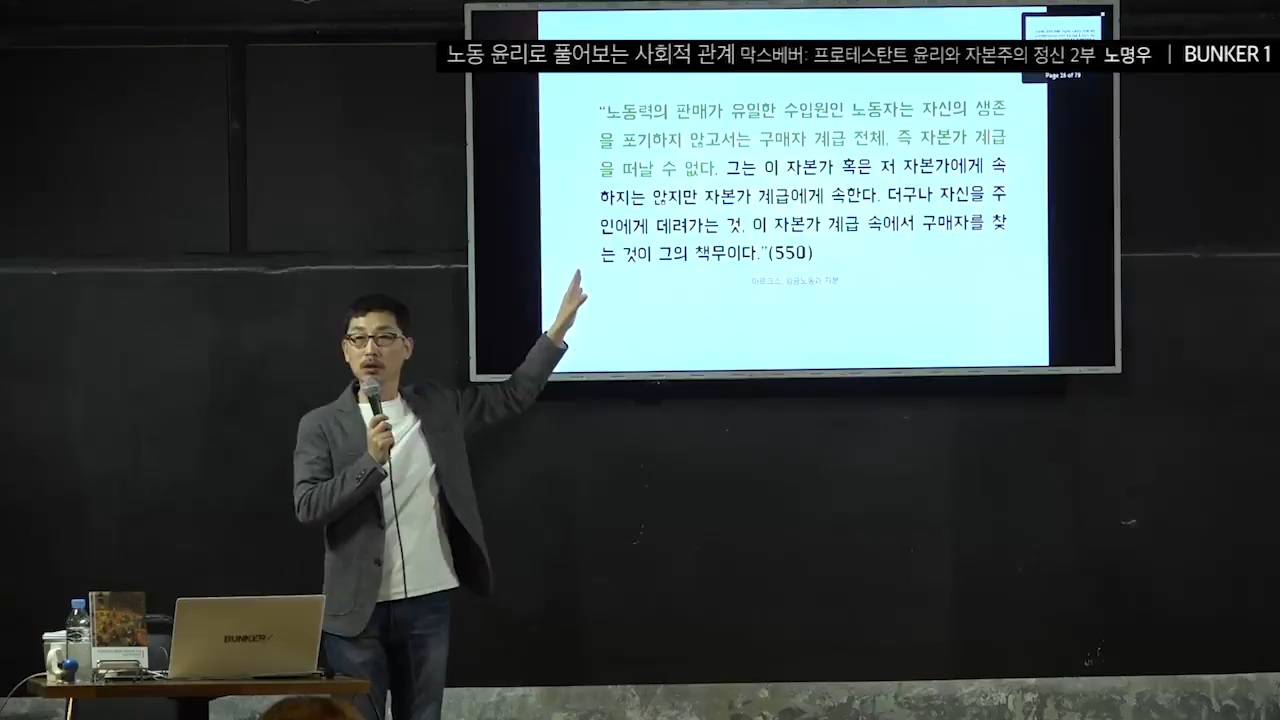 노동 윤리로 풀어보는 사회적 관계 막스베버: 프로테스탄트 윤리와 자본주의 정신 2부 노명우 | BUNKER 1
Page 16 of 79
“노동력의 판매가 유일한 수입원인 노동자는 자신의 생존
을 포기하지 않고서는 구매자 계급 전체, 즉 자본가 계급
을 떠날 수 없다. 그는 이 자본가 혹은 저 자본가에게 속
하지는 않지만 자본가 계급에게 속한다. 더구나 자신을 주
인에게 데려가는 것, 이 자본가 계급 속에서 구매자를 찾
는 것이 그의 책무이다.”(550)
마르크스, 임금노동과 자본
BUNKER1